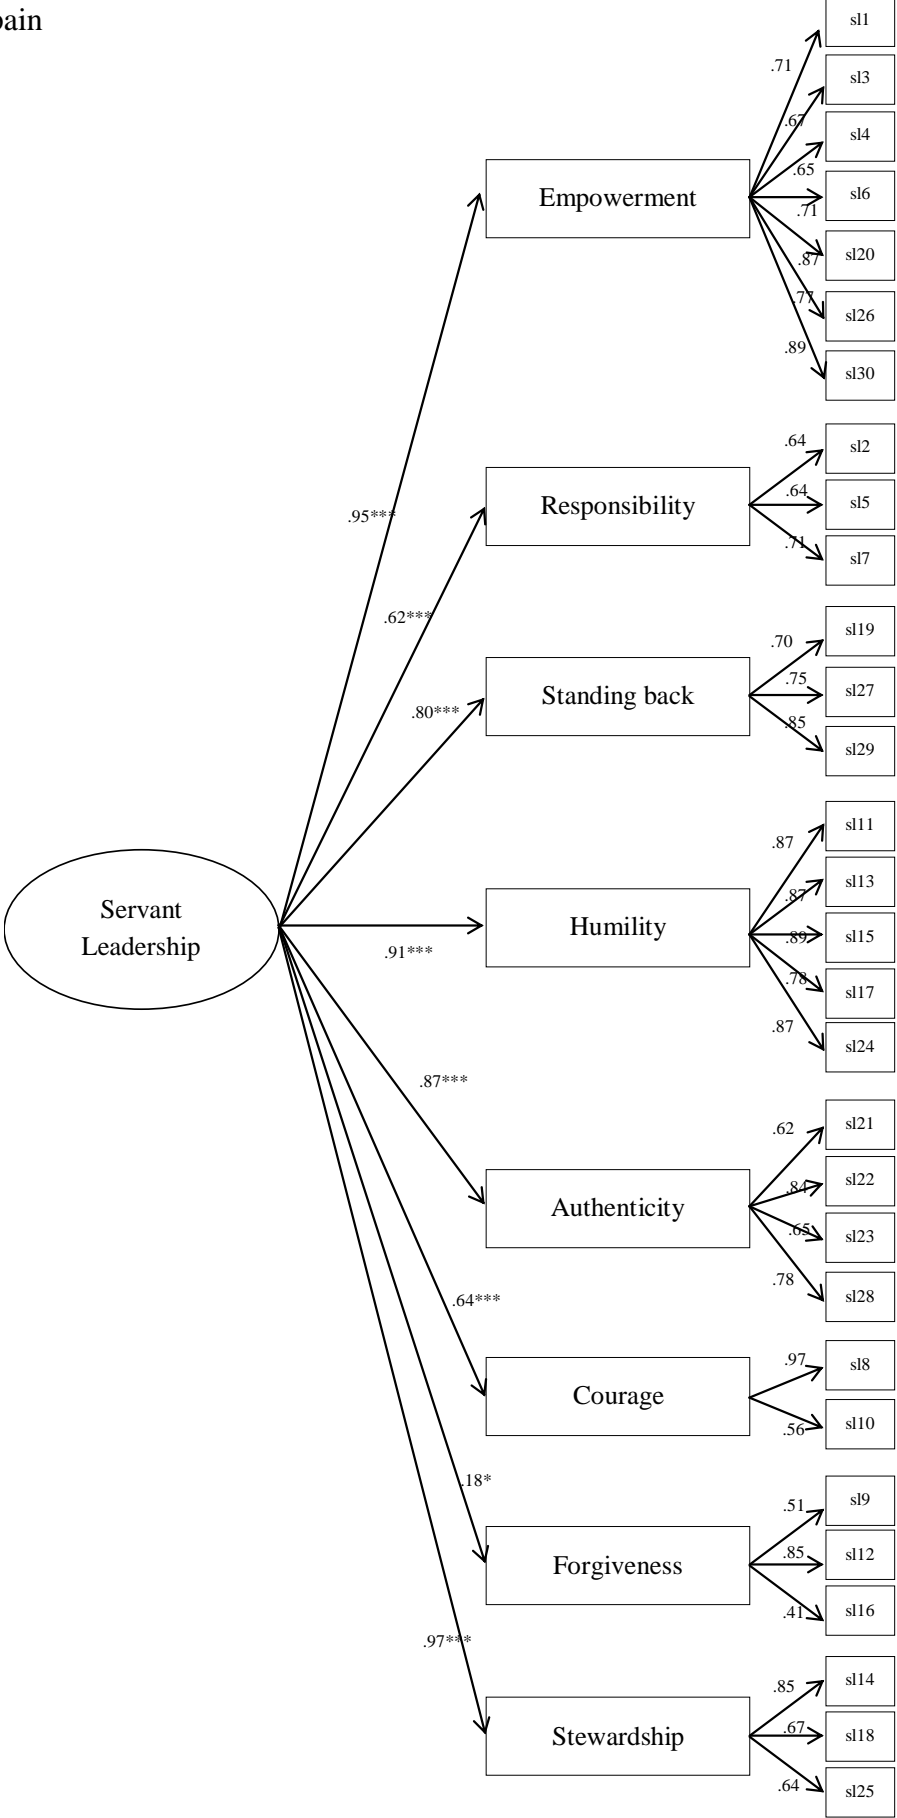 pain
sl1
.71
sl3
.67
sl4
.65
Empowerment
sl6
.71
sl20
.87
.77
sl26
.89
sl30
.64
sl2
.95***
Responsibility
.64
sl5
.71
sl7
.62***
.70
sl19
.80***
Standing back
.75
sl27
.85
sl29
.87
sl11
.87
sl13
Servant
Leadership
.91***
Humility
.89
sl15
.78
sl17
.87
sl24
.87***
.62
sl21
.84
sl22
Authenticity
.65
sl23
.78
sl28
.64***
.97
sl8
Courage
.56
sl10
.18*
.51
sl9
Forgiveness
.85
sl12
.41
sl16
.97***
.85
sl14
Stewardship
.67
sl18
.64
sl25